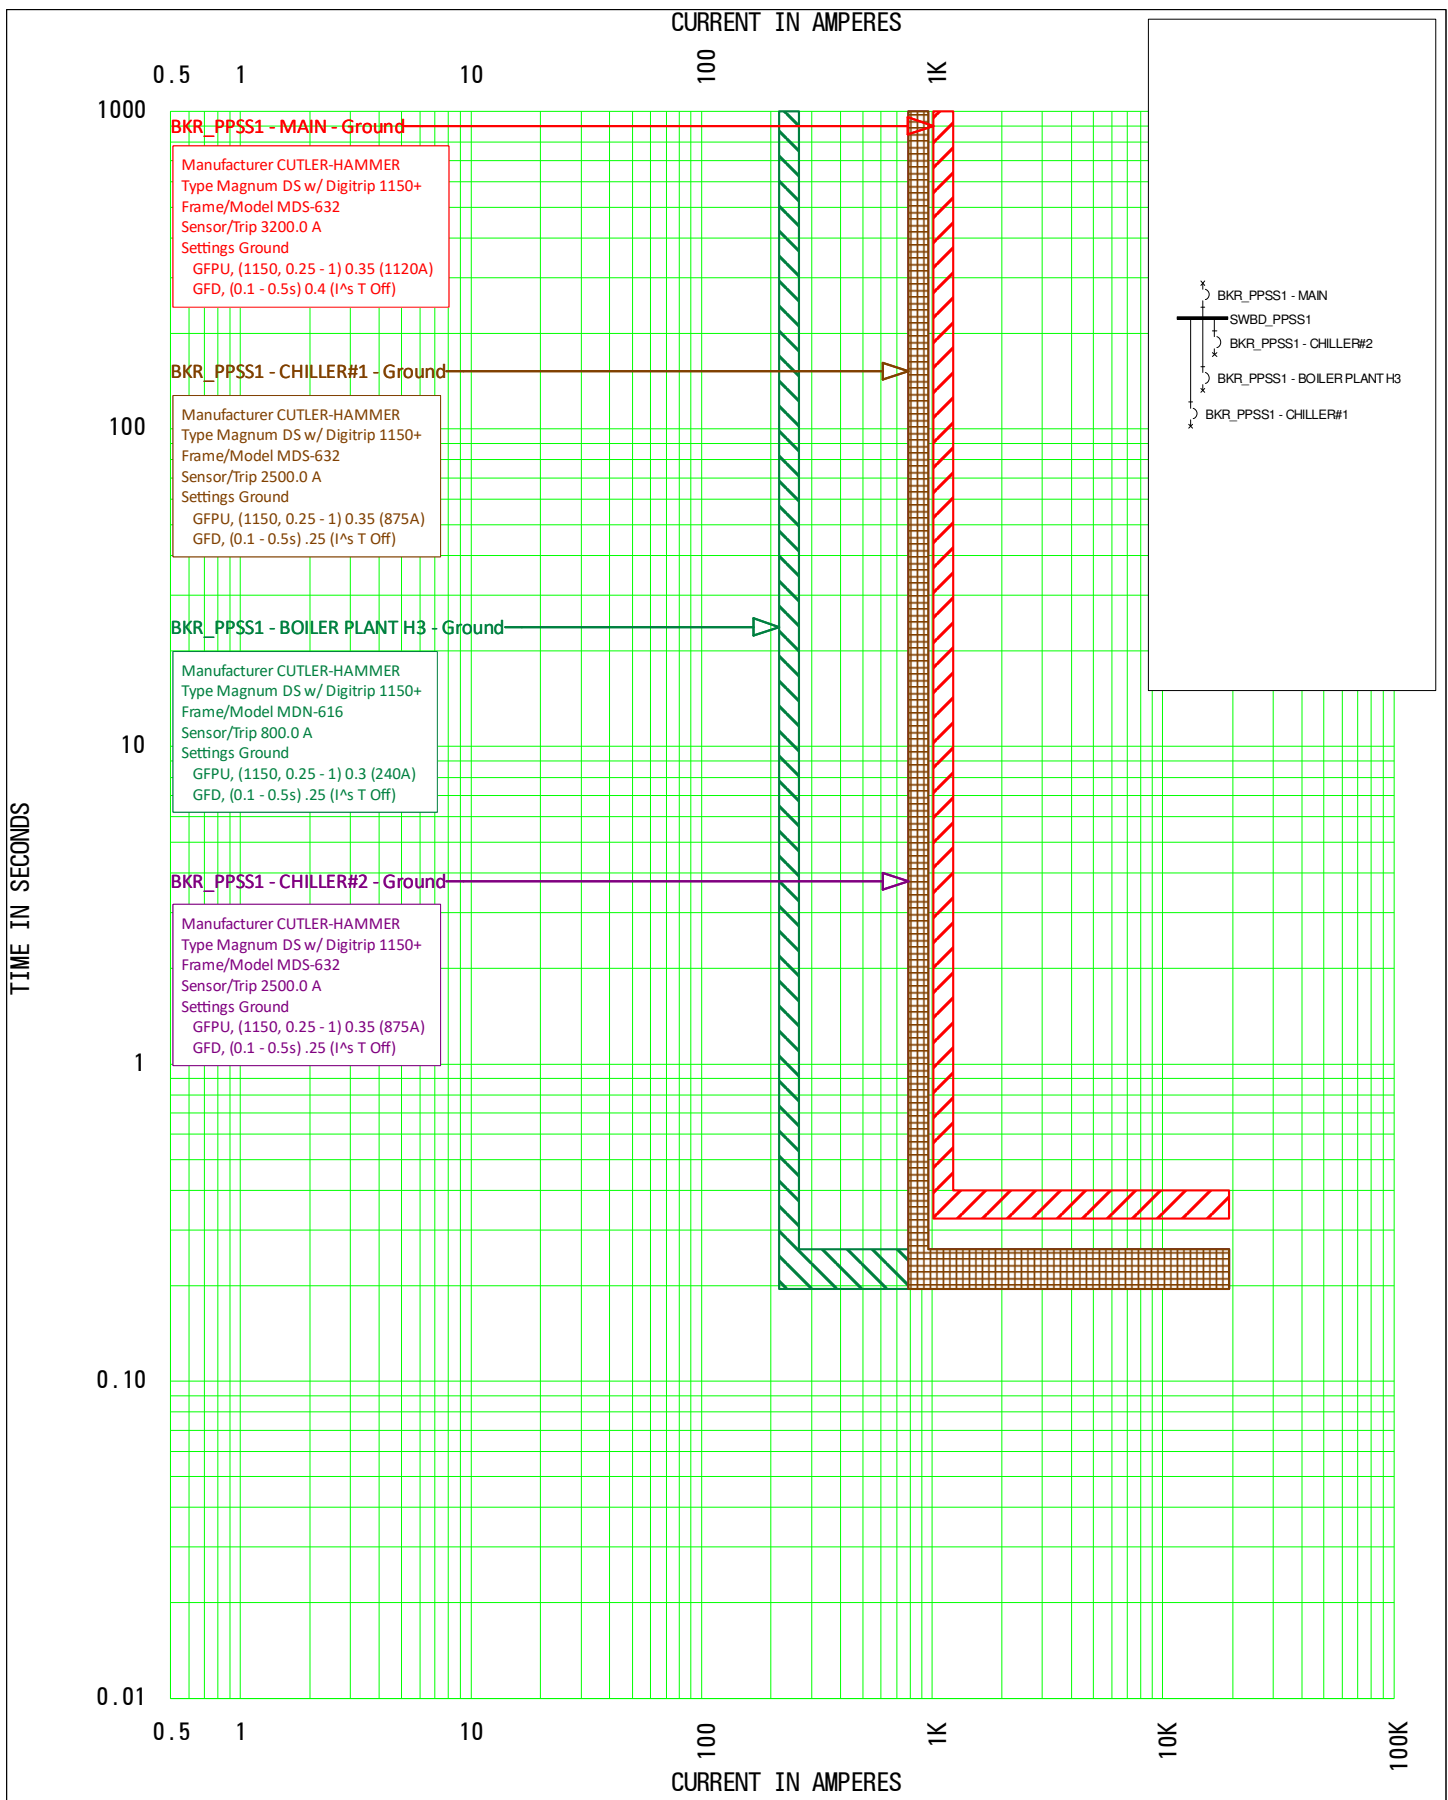 CURRENT IN AMPERES
0.5 1 10 100 1K
1000
BKR_PPSS1 - MAIN - Ground
Manufacturer CUTLER-HAMMER
Type Magnum DS w/ Digitrip 1150+
Frame/Model MDS-632
Sensor/Trip 3200.0 A
Settings Ground
GFPU, (1150, 0.25 - 1) 0.35 (1120A)
GFD, (0.1 - 0.5s) 0.4 (I^s T Off)
BKR_PPSS1 - MAIN
SWBD_PPSS1
BKR_PPSS1 - CHILLER#2
BKR_PPSS1 - BOILER PLANT H3
BKR_PPSS1 - CHILLER#1
BKR_PPSS1 - CHILLER#1 - Ground
Manufacturer CUTLER-HAMMER
Type Magnum DS w/ Digitrip 1150+
Frame/Model MDS-632
Sensor/Trip 2500.0 A
Settings Ground
GFPU, (1150, 0.25 - 1) 0.35 (875A)
GFD, (0.1 - 0.5s) .25 (I^s T Off)
100
BKR_PPSS1 - BOILER PLANT H3 - Ground
Manufacturer CUTLER-HAMMER
Type Magnum DS w/ Digitrip 1150+
Frame/Model MDN-616
Sensor/Trip 800.0 A
Settings Ground
GFPU, (1150, 0.25 - 1) 0.3 (240A)
GFD, (0.1 - 0.5s) .25 (I^s T Off)
10
TIME IN SECONDS
BKR_PPSS1 - CHILLER#2 - Ground
Manufacturer CUTLER-HAMMER
Type Magnum DS w/ Digitrip 1150+
Frame/Model MDS-632
Sensor/Trip 2500.0 A
Settings Ground
GFPU, (1150, 0.25 - 1) 0.35 (875A)
GFD, (0.1 - 0.5s) .25 (I^s T Off)
1
0.10
0.01
0.5 1 10 100 1K 10K 100K
CURRENT IN AMPERES